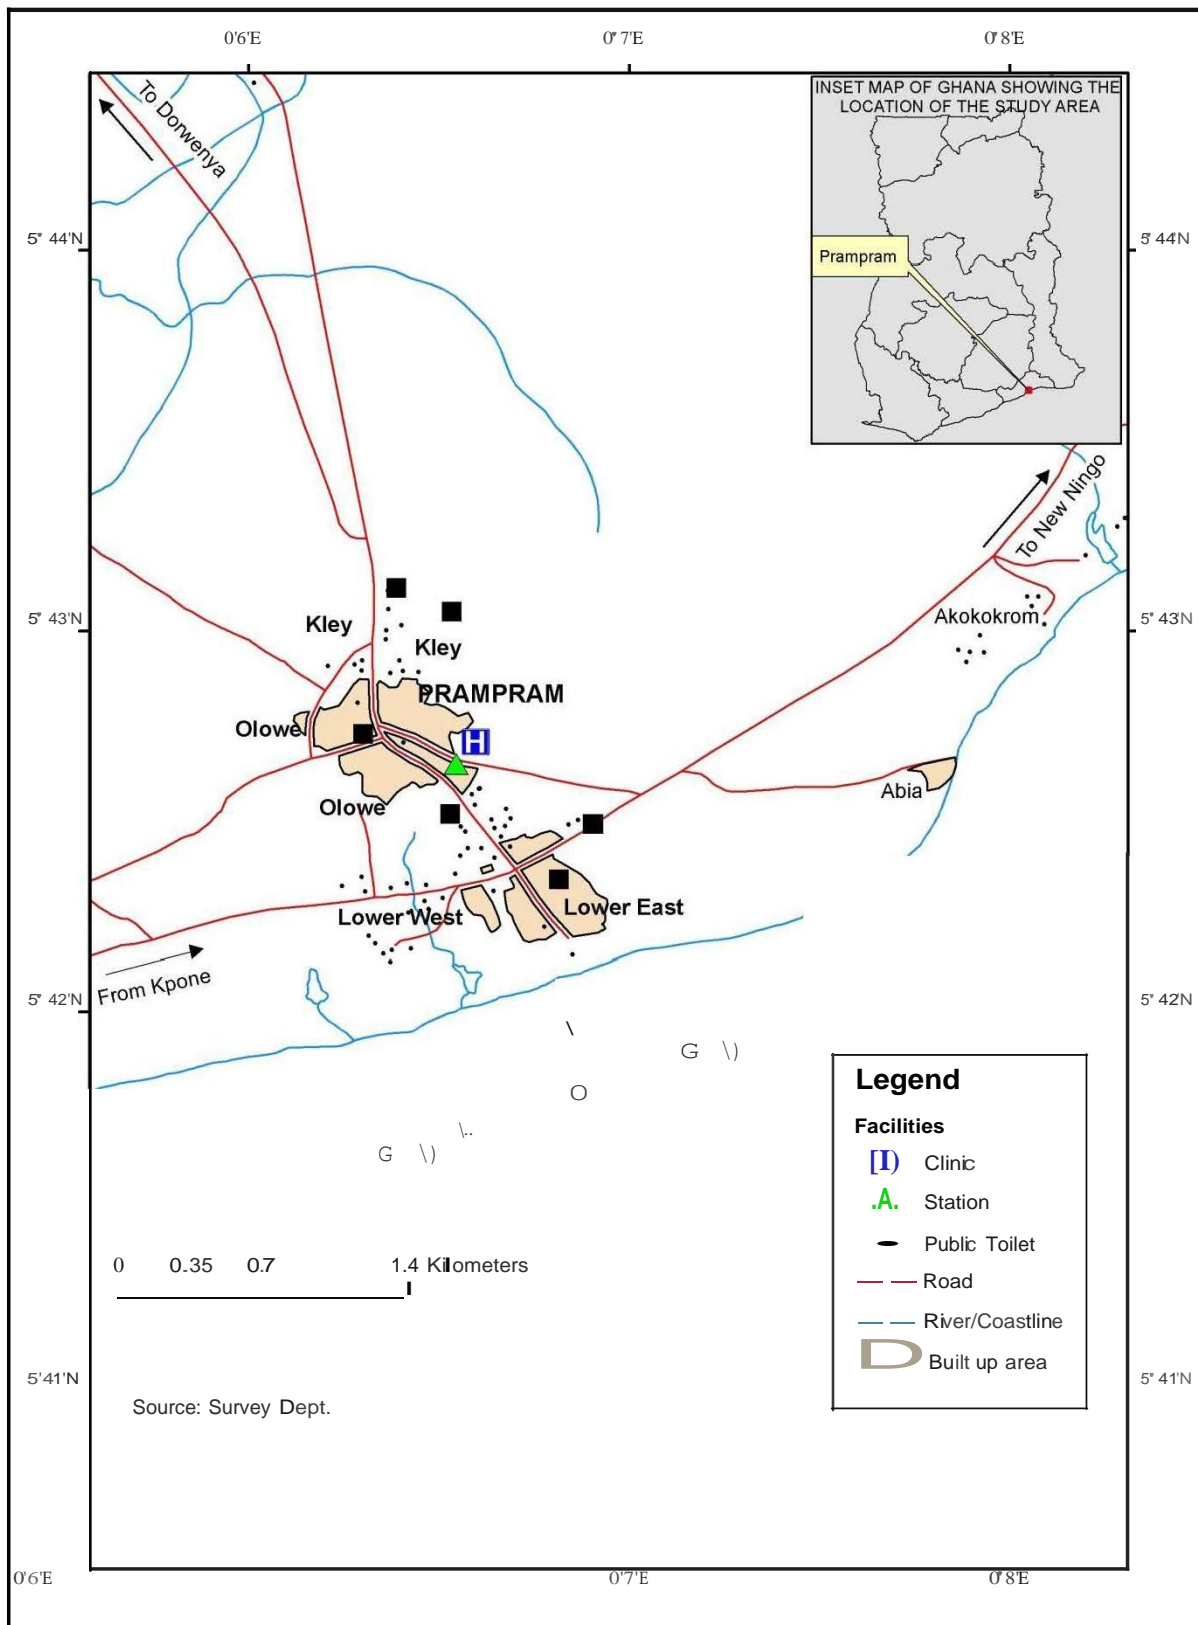 0'6'E
0'7'E
0'8'E
INSET MAP OF GHANA SHOWING THE
LOCATION OF THE STUDY AREA
To Dorwenya
5° 44'N
5° 44'N
Prampram
To New Ningo
5° 43'N
5° 43'N
Kley
Kley
Akokokrom
PRAMPRAM
Olowe
H
Abia
Olowe
Lower East
Lower West
From Kpone
5° 42'N
5° 42'N
\
G \)
O
\..
G \)
Legend
Facilities
[I) Clinic
.A. Station
Public Toilet
Road
River/Coastline
D Built up area
0 0.35 0.7 1.4 Kilometers
5'41'N
5° 41'N
Source: Survey Dept.
0'6'E
0'7'E
0'8'E